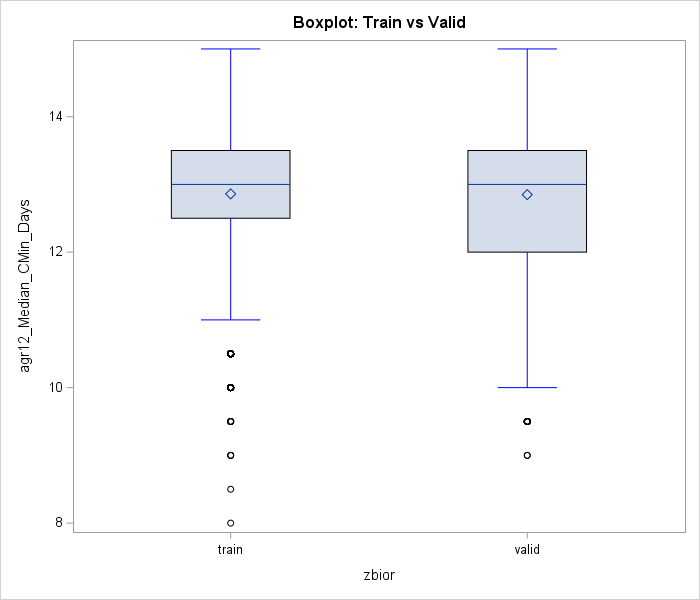 Boxplot: Train vs Valid
agr12_Median_CMin_Days
14
12
10
8
train valid
zbior